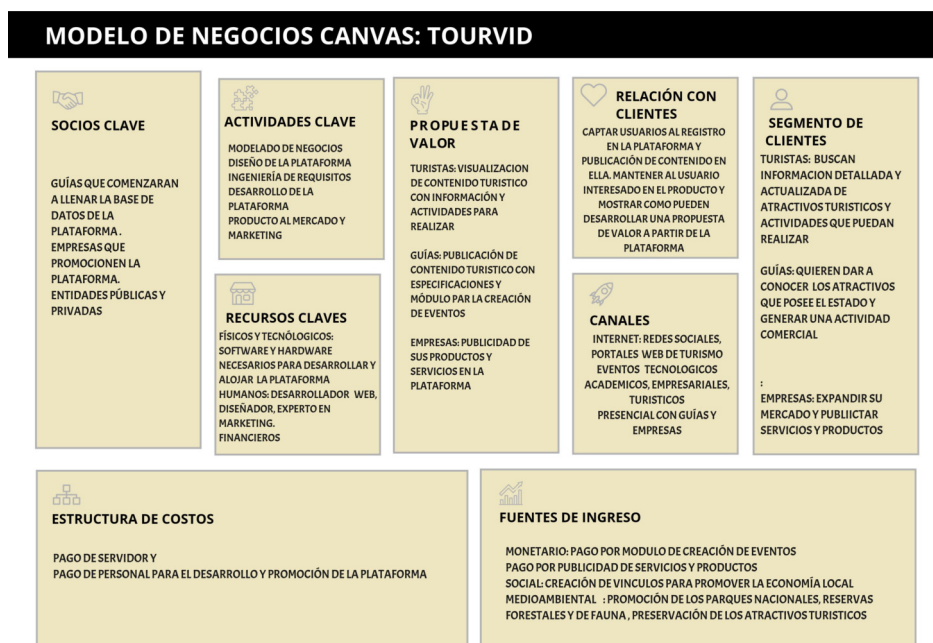 MODELO DE NEGOCIOS CANVAS: TOURVID
SOCIOS CLAVE
GUÍAS QUE COMENZARAN
A LLENAR LA BASE DE
DATOS DE LA
PLATAFORMA.
EMPRESAS QUE
PROMOCIONEN LA
PLATAFORMA.
ENTIDADES PÚBLICAS Y
PRIVADAS
ACTIVIDADES CLAVE
MODELADO DE NEGOCIOS
DISEÑO DE LA PLATAFORMA
INGENIERÍA DE REQUISITOS
DESARROLLO DE LA
PLATAFORMA
PRODUCTO AL MERCADO Y
MARKETING
RECURSOS CLAVES
FÍSICOS Y TECNÓLOGICOS:
SOFTWARE Y HARDWARE
NECESARIOS PARA DESARROLLAR Y
ALOJAR LA PLATAFORMA
HUMANOS: DESARROLLADOR WEB,
DISEÑADOR, EXPERTO EN
MARKETING.
FINANCIEROS
PROPUESTA DE
VALOR
TURISTAS: VISUALIZACION
DE CONTENIDO TURISTICO
CON INFORMACIÓN Y
ACTIVIDADES PARA
REALIZAR
GUÍAS: PUBLICACIÓN DE
CONTENIDO TURISTICO CON
ESPECIFICACIONES Y
MÓDULO PAR LA CREACIÓN
DE EVENTOS
EMPRESAS: PUBLICIDAD DE
SUS PRODUCTOS Y
SERVICIOS EN LA
PLATAFORMA
RELACIÓN CON
CLIENTES
CAPTAR USUARIOS AL REGISTRO
EN LA PLATAFORMA Y
PUBLICACIÓN DE CONTENIDO EN
ELLA. MANTENER AL USUARIO
INTERESADO EN EL PRODUCTO Y
MOSTRAR COMO PUEDEN
DESARROLLAR UNA PROPUESTA
DE VALOR A PARTIR DE LA
PLATAFORMA
CANALES
INTERNET: REDES SOCIALES,
PORTALES WEB DE TURISMO
EVENTOS TECNOLOGICOS
ACADEMICOS, EMPRESARIALES,
TURISTICOS
PRESENCIAL CON GUÍAS Y
EMPRESAS
SEGMENTO DE
CLIENTES
TURISTAS: BUSCAN
INFORMACION DETALLADA Y
ACTUALIZADA DE
ATRACTIVOS TURISTICOS Y
ACTIVIDADES QUE PUEDAN
REALIZAR
GUÍAS: QUIEREN DAR A
CONOCER LOS ATRACTIVOS
QUE POSEE EL ESTADO Y
GENERAR UNA ACTIVIDAD
COMERCIAL
:
EMPRESAS: EXPANDIR SU
MERCADO Y PUBLIICTAR
SERVICIOS Y PRODUCTOS
ESTRUCTURA DE COSTOS
PAGO DE SERVIDOR Y
PAGO DE PERSONAL PARA EL DESARROLLO Y PROMOCIÓN DE LA PLATAFORMA
FUENTES DE INGRESO
MONETARIO: PAGO POR MODULO DE CREACIÓN DE EVENTOS
PAGO POR PUBLICIDAD DE SERVICIOS Y PRODUCTOS
SOCIAL: CREACIÓN DE VINCULOS PARA PROMOVER LA ECONOMÍA LOCAL
MEDIOAMBIENTAL : PROMOCIÓN DE LOS PARQUES NACIONALES, RESERVAS
FORESTALES Y DE FAUNA , PRESERVACIÓN DE LOS ATRACTIVOS TURISTICOS